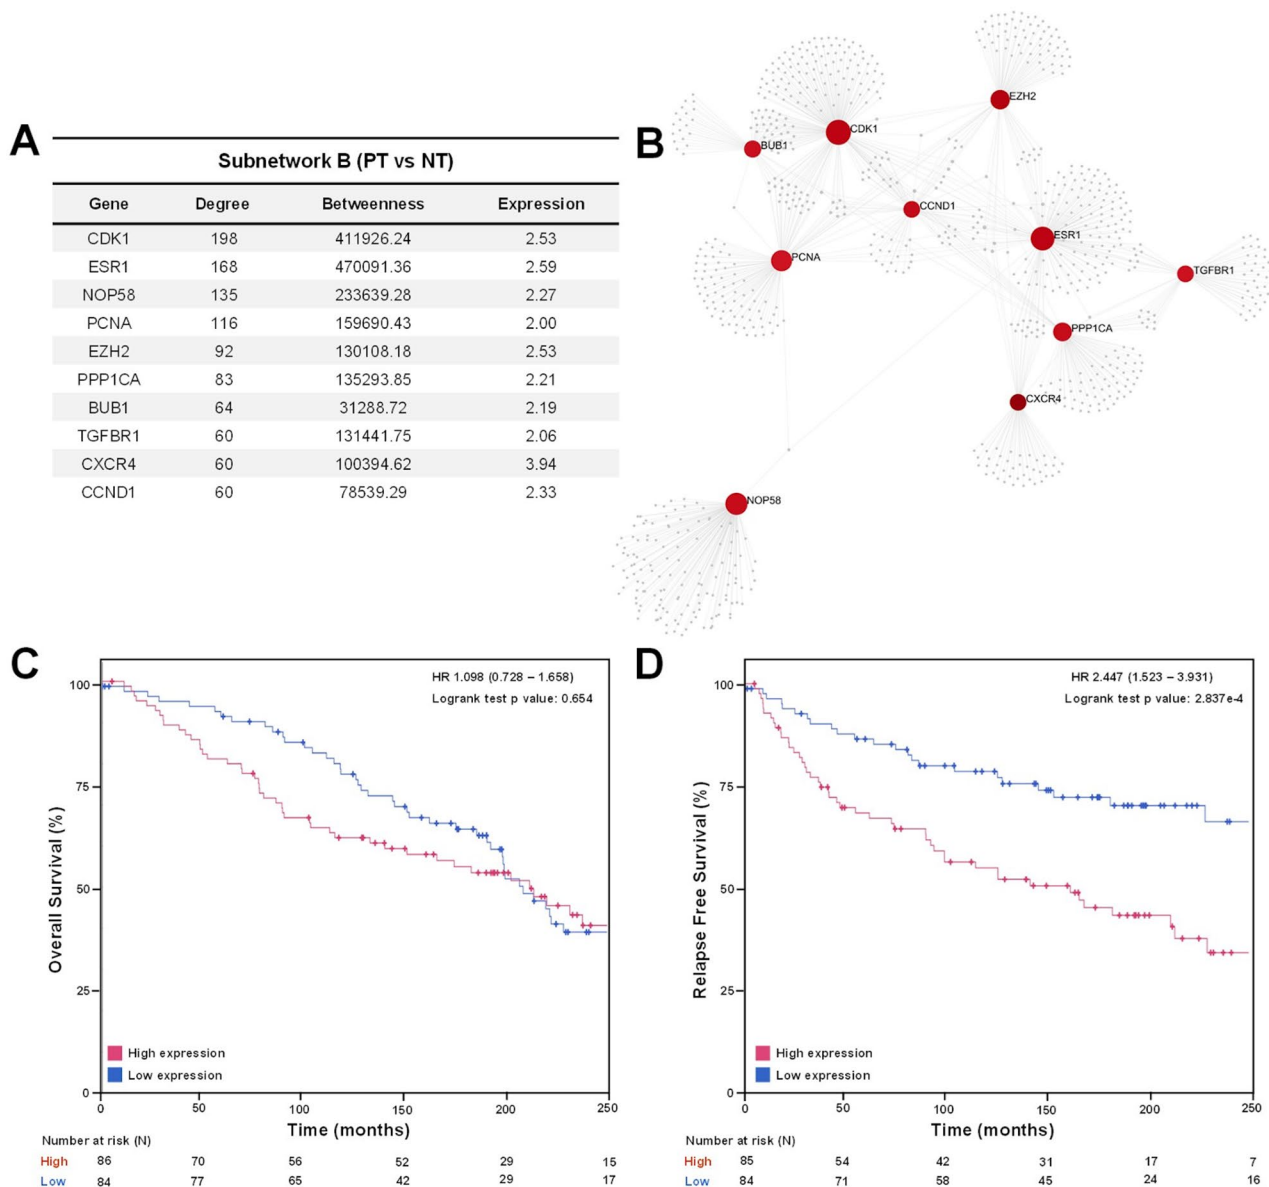 A
Subnetwork B (PT vs NT)
Gene Degree Betweenness Expression
CDK1 198 411926.24 2.53
ESR1 168 470091.36 2.59
NOP58 135 233639.28 2.27
PCNA 116 159690.43 2.00
EZH2 92 130108.18 2.53
PPP1CA 83 135293.85 2.21
BUB1 64 31288.72 2.19
TGFBR1 60 131441.75 2.06
CXCR4 60 100394.62 3.94
CCND1 60 78539.29 2.33
B
EZH2
CDK1
BUB1
CCND1
ESR1
PCNA
TGFBR1
PPP1CA
CXCR4
NOP58
C
HR 1.098 (0.728 – 1.658)
Logrank test p value: 0.654
100
75
50
25
0
Overall Survival (%)
High expression
Low expression
0 50 100 150 200 250
Time (months)
Number at risk (N)
High 86 70 56 52 29 15
Low 84 77 65 42 29 17
D
HR 2.447 (1.523 – 3.931)
Logrank test p value: 2.837e-4
100
75
50
25
0
Relapse Free Survival (%)
High expression
Low expression
0 50 100 150 200 250
Time (months)
Number at risk (N)
High 85 54 42 31 17 7
Low 84 71 58 45 24 16